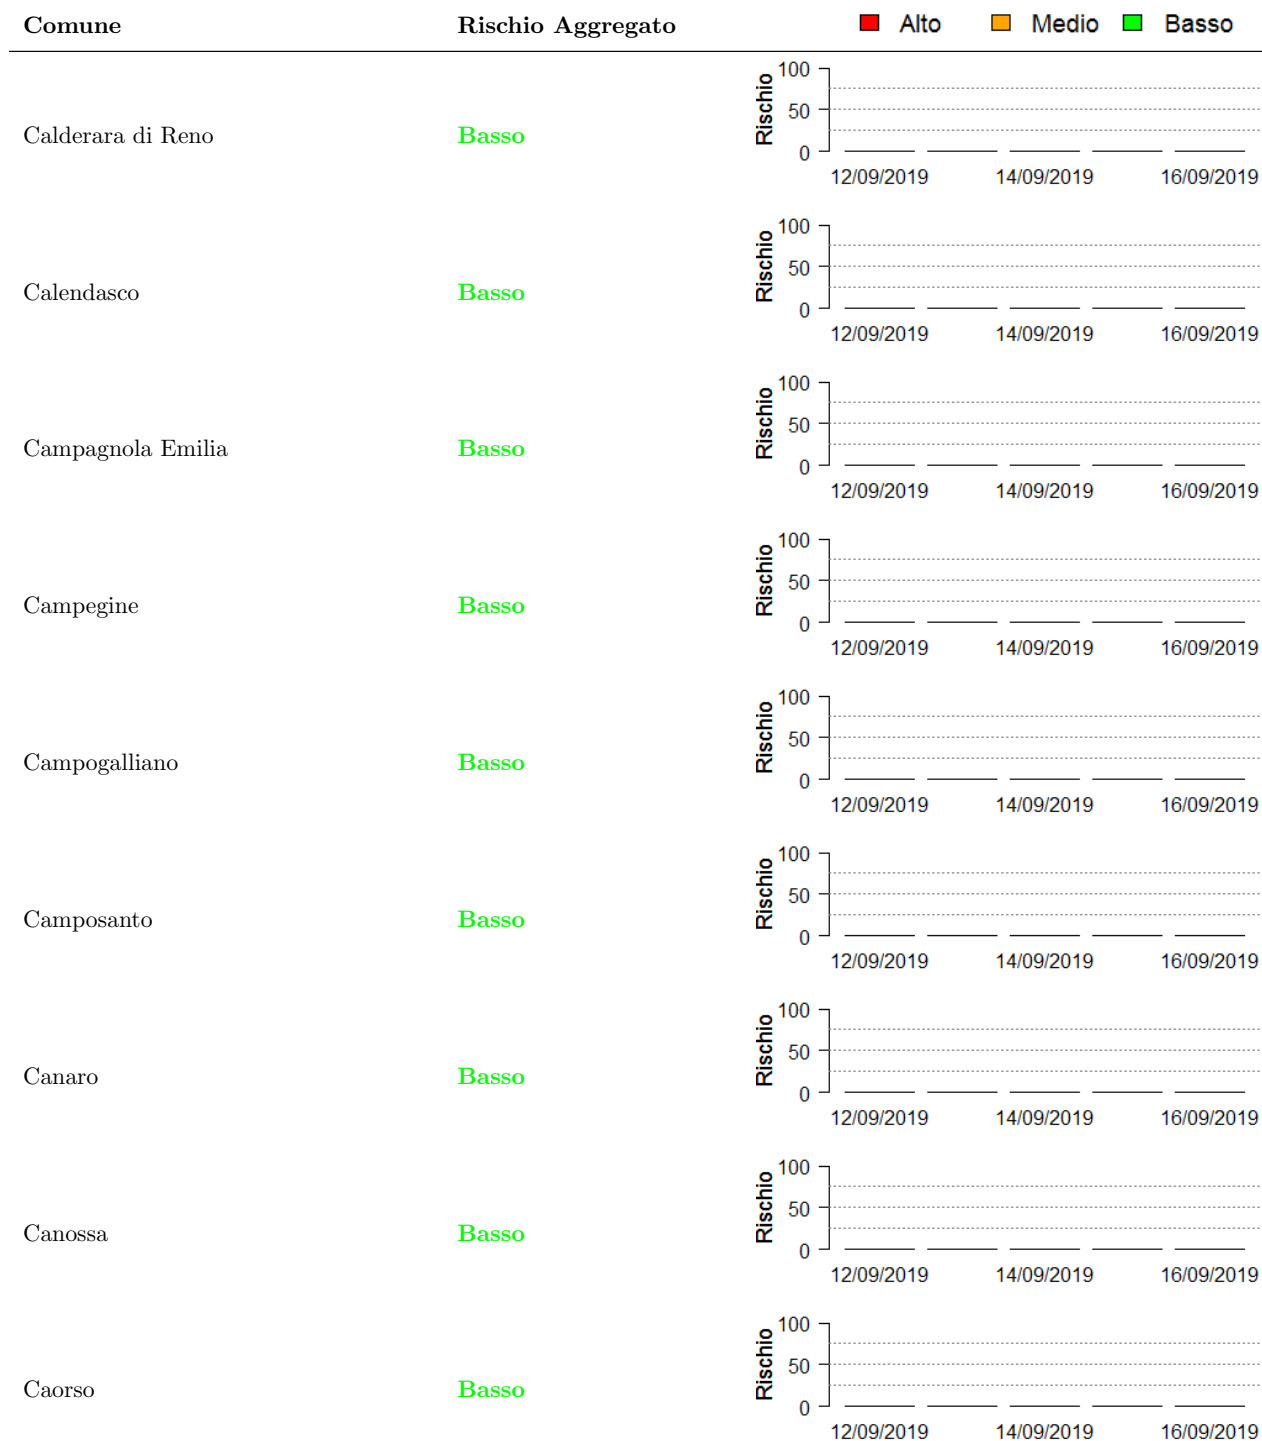 Comune Rischio Aggregato Alto Medio Basso
100
50
0
Rischio
Calderara di Reno Basso
12/09/2019 14/09/2019 16/09/2019
100
50
0
Rischio
Calendasco Basso
12/09/2019 14/09/2019 16/09/2019
100
50
0
Rischio
Campagnola Emilia Basso
12/09/2019 14/09/2019 16/09/2019
100
50
0
Rischio
Campegine Basso
12/09/2019 14/09/2019 16/09/2019
100
50
0
Rischio
Campogalliano Basso
12/09/2019 14/09/2019 16/09/2019
100
50
0
Rischio
Camposanto Basso
12/09/2019 14/09/2019 16/09/2019
100
50
0
Rischio
Canaro Basso
12/09/2019 14/09/2019 16/09/2019
100
50
0
Rischio
Canossa Basso
12/09/2019 14/09/2019 16/09/2019
100
50
0
Rischio
Caorso Basso
12/09/2019 14/09/2019 16/09/2019